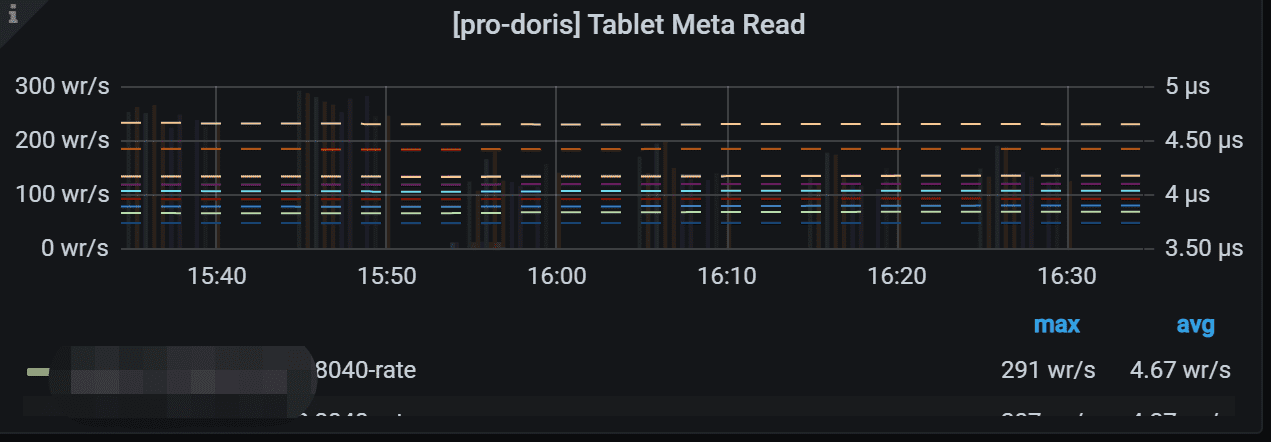 i
[pro-doris] Tablet Meta Read
300 wr/s
200 wr/s
100 wr/s
0 wr/s
5 µs
4.50 µs
4 µs
3.50 µs
15:40 15:50 16:00 16:10 16:20 16:30
max avg
8040-rate 291 wr/s 4.67 wr/s